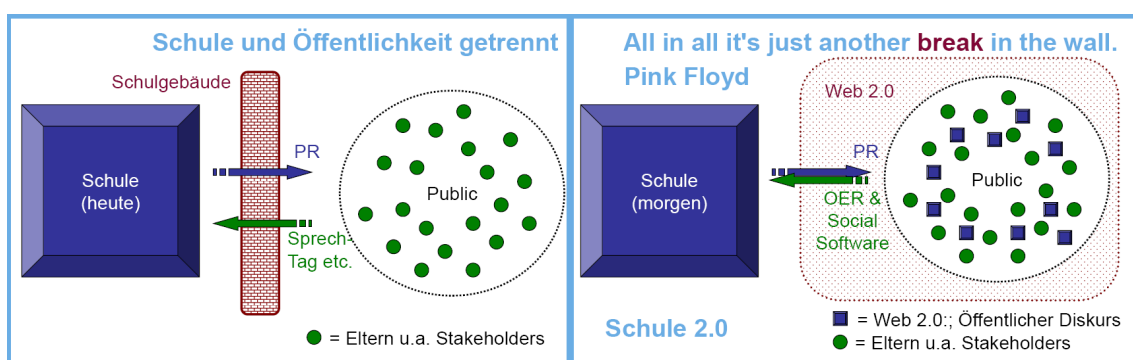 Schule und Öffentlichkeit getrennt
Schulgebäude
Schule
(heute)
PR
Public
Sprech-
Tag etc.
= Eltern u.a. Stakeholders
All in all it's just another break in the wall.
Pink Floyd
Web 2.0
Schule
(morgen)
PR
Public
OER &
Social
Software
Schule 2.0
= Web 2.0:; Öffentlicher Diskurs
= Eltern u.a. Stakeholders